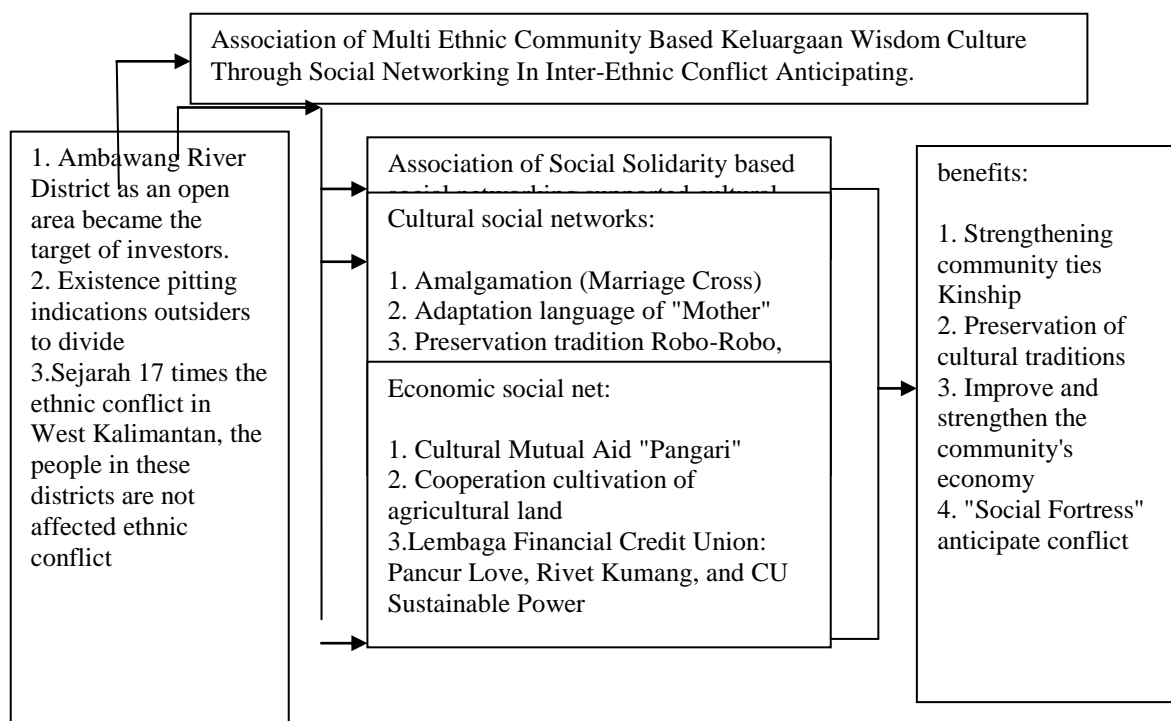 Association of Multi Ethnic Community Based Keluargaan Wisdom Culture
Through Social Networking In Inter-Ethnic Conflict Anticipating.
1. Ambawang River
District as an open
area became the
target of investors.
2. Existence pitting
indications outsiders
to divide
3.Sejarah 17 times the
ethnic conflict in
West Kalimantan, the
people in these
districts are not
affected ethnic
conflict
Association of Social Solidarity based
social networking supported cultural
Cultural social networks:
1. Amalgamation (Marriage Cross)
2. Adaptation language of "Mother"
3. Preservation tradition Robo-Robo,
Economic social net:
1. Cultural Mutual Aid "Pangari"
2. Cooperation cultivation of
agricultural land
3.Lembaga Financial Credit Union:
Pancur Love, Rivet Kumang, and CU
Sustainable Power
benefits:
1. Strengthening
community ties
Kinship
2. Preservation of
cultural traditions
3. Improve and
strengthen the
community's
economy
4. "Social Fortress"
anticipate conflict